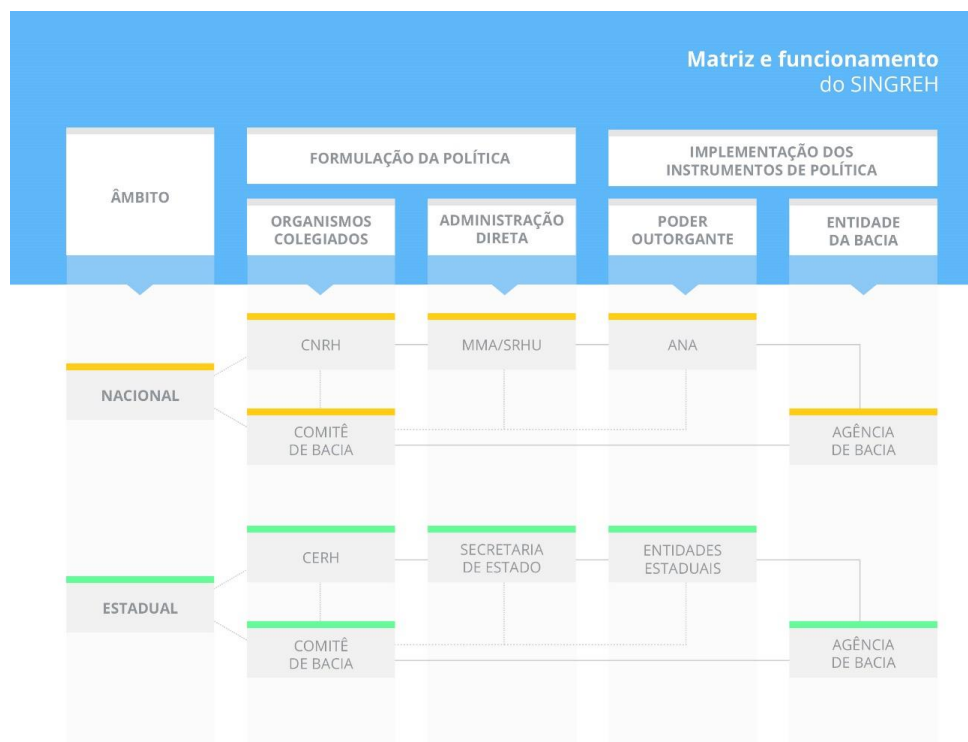 Matriz e funcionamento
do SINGREH
ÂMBITO
FORMULAÇÃO DA POLÍTICA
IMPLEMENTAÇÃO DOS
INSTRUMENTOS DE POLÍTICA
ORGANISMOS
COLEGIADOS
ADMINISTRAÇÃO
DIRETA
PODER
OUTORGANTE
ENTIDADE
DA BACIA
NACIONAL
CNRH
MMA/SRHU
ANA
COMITÊ
DE BACIA
AGÊNCIA
DE BACIA
ESTADUAL
CERH
SECRETARIA
DE ESTADO
ENTIDADES
ESTADUAIS
COMITÊ
DE BACIA
AGÊNCIA
DE BACIA